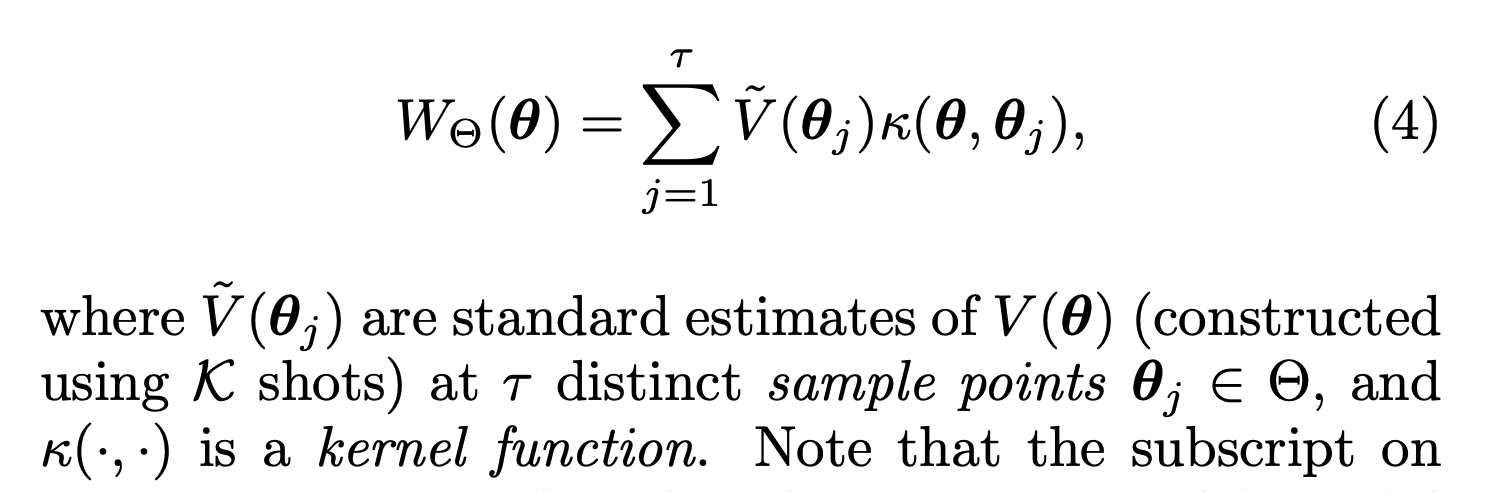 W_Θ(𝜽) = ∑_{j=1}^{τ} Ṽ(𝜽_j)κ(𝜽, 𝜽_j), (4)
where Ṽ(𝜽_j) are standard estimates of V(𝜽) (constructed
using 𝒦 shots) at τ distinct sample points 𝜽_j ∈ Θ, and
κ(·, ·) is a kernel function. Note that the subscript on